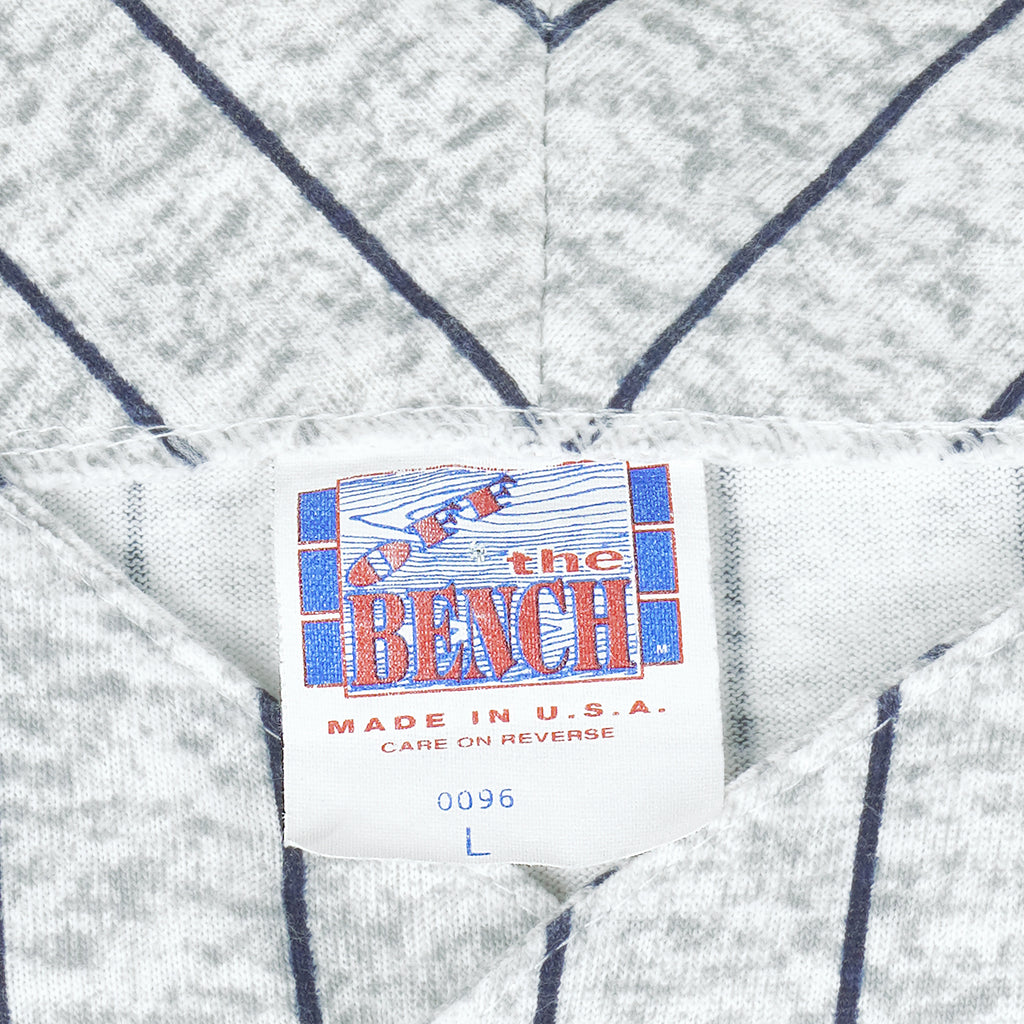 OFF
the
BENCH
M
MADE IN U.S.A.
CARE ON REVERSE
0096
L